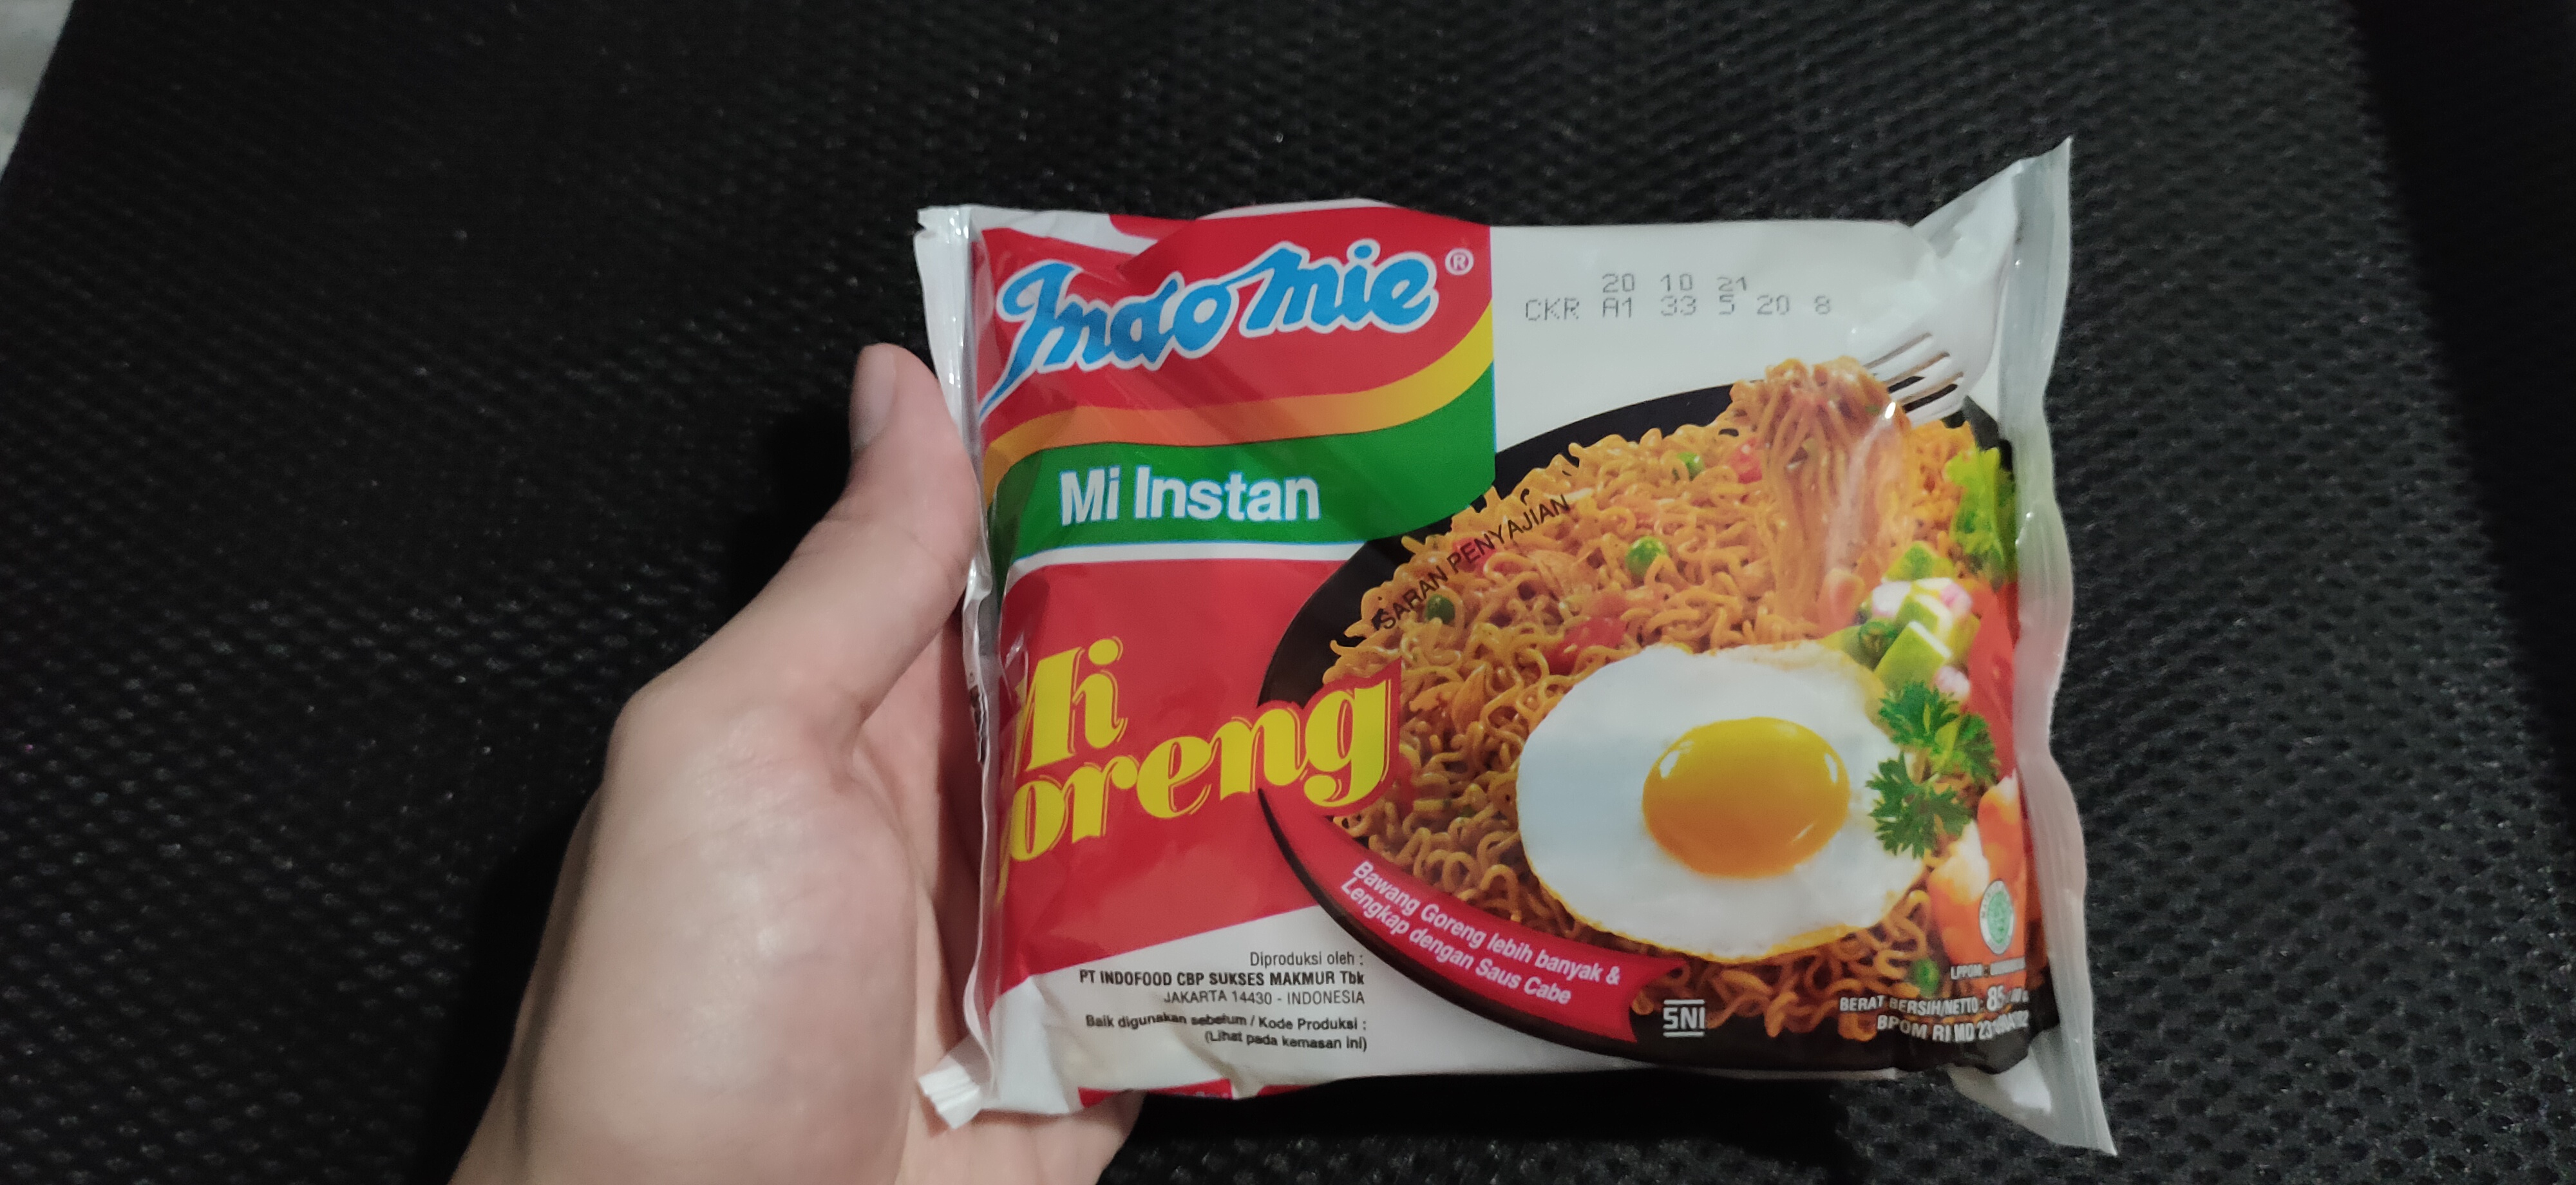 Indomie®
20 10 21
CKR A1 33 5 20 8
Mi Instan
SARAN PENYAJIAN
Mi
goreng
Bawang Goreng lebih banyak &
Lengkap dengan Saus Cabe
Diproduksi oleh :
PT INDOFOOD CBP SUKSES MAKMUR Tbk
JAKARTA 14430 - INDONESIA
Baik digunakan sebelum / Kode Produksi :
(Lihat pada kemasan ini)
SNI
LPPOM :
BERAT BERSIH/NETTO : 85
BPOM RI MD